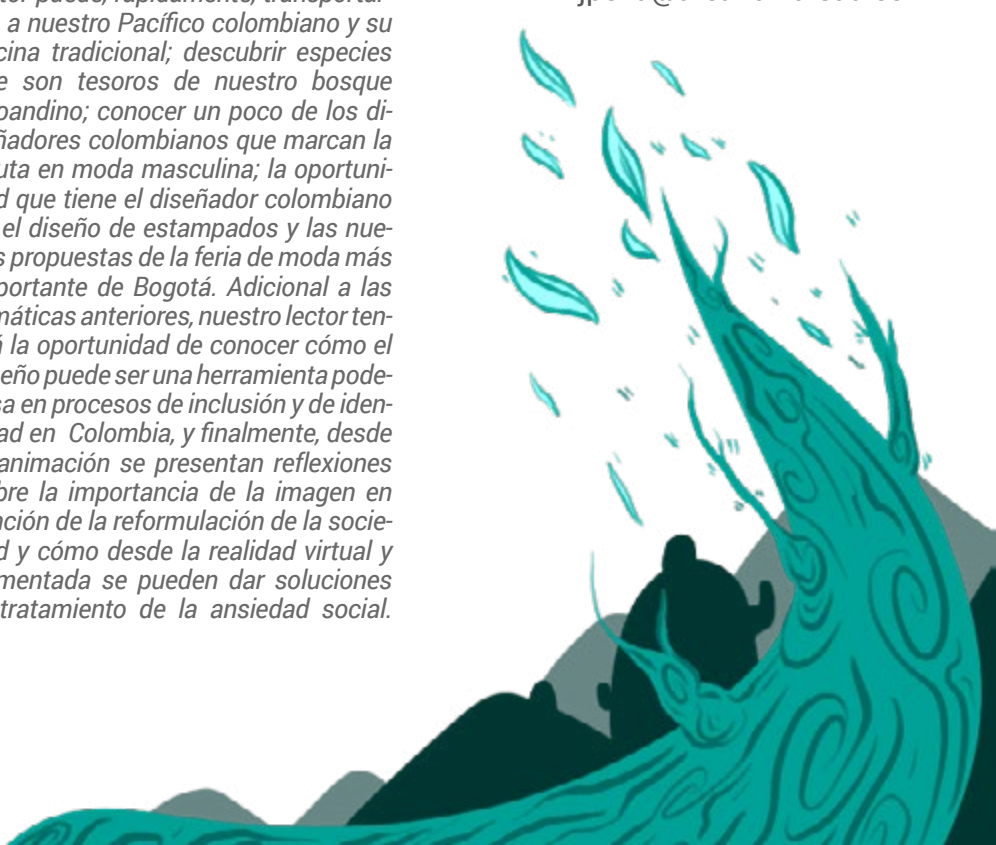 a nuestro Pacífico colombiano y su
cina tradicional; descubrir especies
e son tesoros de nuestro bosque
oandino; conocer un poco de los di-
ñadores colombianos que marcan la
uta en moda masculina; la oportuni-
d que tiene el diseñador colombiano
el diseño de estampados y las nue-
s propuestas de la feria de moda más
portante de Bogotá. Adicional a las
máticas anteriores, nuestro lector ten-
la oportunidad de conocer cómo el
eño puede ser una herramienta pode-
sa en procesos de inclusión y de iden-
ad en Colombia, y finalmente, desde
animación se presentan reflexiones
bre la importancia de la imagen en
ación de la reformulación de la socie-
d y cómo desde la realidad virtual y
mentada se pueden dar soluciones
tratamiento de la ansiedad social.